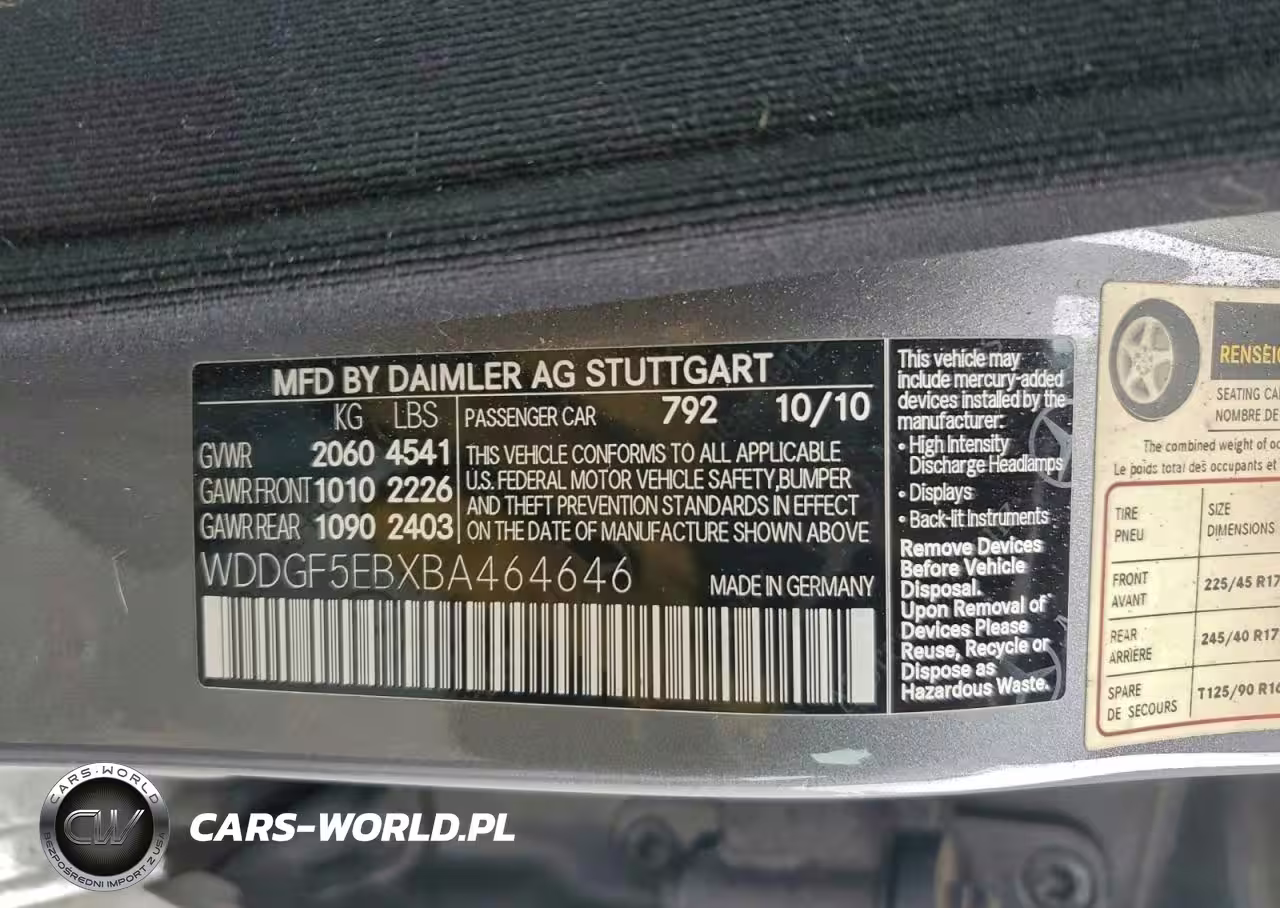 MFD BY DAIMLER AG STUTTGART
KG LBS
GVWR 2060 4541
GAWR FRONT 1010 2226
GAWR REAR 1090 2403
PASSENGER CAR 792 10/10
THIS VEHICLE CONFORMS TO ALL APPLICABLE
U.S. FEDERAL MOTOR VEHICLE SAFETY,BUMPER
AND THEFT PREVENTION STANDARDS IN EFFECT
ON THE DATE OF MANUFACTURE SHOWN ABOVE
WDDGF5EBXBA464646
MADE IN GERMANY
This vehicle may
include mercury-added
devices installed by the
manufacturer:
• High Intensity
Discharge Headlamps
• Displays
• Back-lit Instruments
Remove Devices
Before Vehicle
Disposal.
Upon Removal of
Devices Please
Reuse, Recycle or
Dispose as
Hazardous Waste.
SEATING
NOMBRE DE
The combined weight of
Le poids total des occupants et
TIRE
PNEU
SIZE
DIMENSIONS
FRONT
AVANT
225/45 R17
REAR
ARRIÈRE
245/40 R17
SPARE
DE SECOURS
T125/90 R16
CARS-WORLD
CW
BEZPOŚREDNI IMPORT Z USA
CARS-WORLD.PL